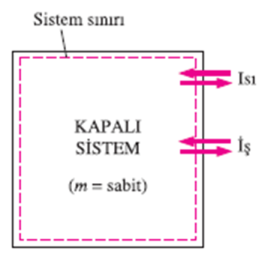 Sistem sınırı
Isı
KAPALI
SİSTEM
İş
(m = sabit)